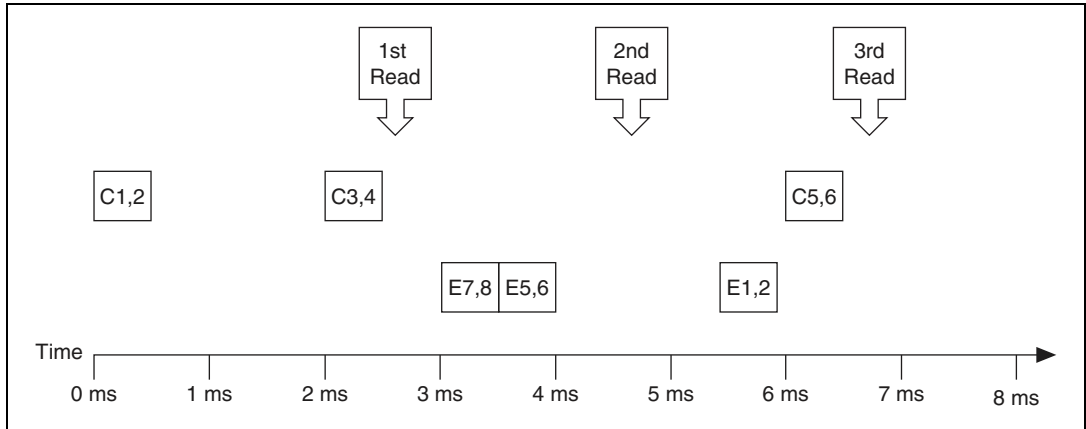 1st
Read
2nd
Read
3rd
Read
C1,2
C3,4
C5,6
E7,8
E5,6
E1,2
Time
0 ms
1 ms
2 ms
3 ms
4 ms
5 ms
6 ms
7 ms
8 ms